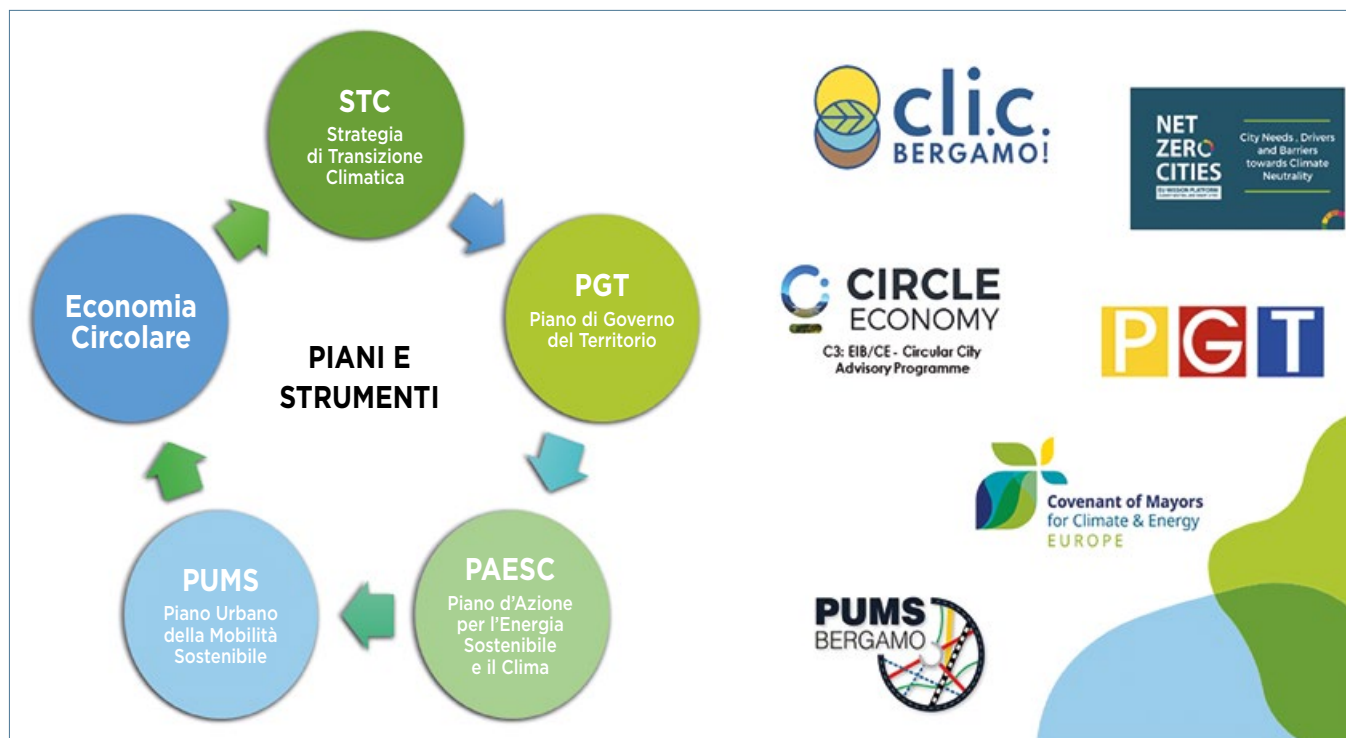 STC
Strategia
di Transizione
Climatica
PGT
Piano di Governo
del Territorio
PAESC
Piano d'Azione
per l'Energia
Sostenibile
e il Clima
PUMS
Piano Urbano
della Mobilità
Sostenibile
Economia
Circolare
PIANI E
STRUMENTI
cli.c.
BERGAMO!
NET
ZERO
CITIES
EU MISSION PLATFORM
City Needs, Drivers
and Barriers
towards Climate
Neutrality
CIRCLE
ECONOMY
C3: EIB/CE - Circular City
Advisory Programme
PGT
Covenant of Mayors
for Climate & Energy
EUROPE
PUMS
BERGAMO